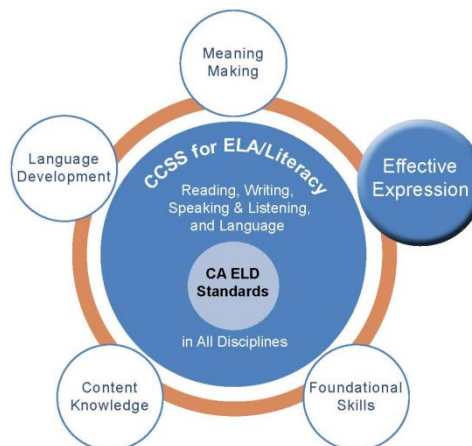 Meaning
Making
Language
Development
Effective
Expression
CCSS for ELA/Literacy
Reading, Writing,
Speaking & Listening,
and Language
CA ELD
Standards
in All Disciplines
Content
Knowledge
Foundational
Skills